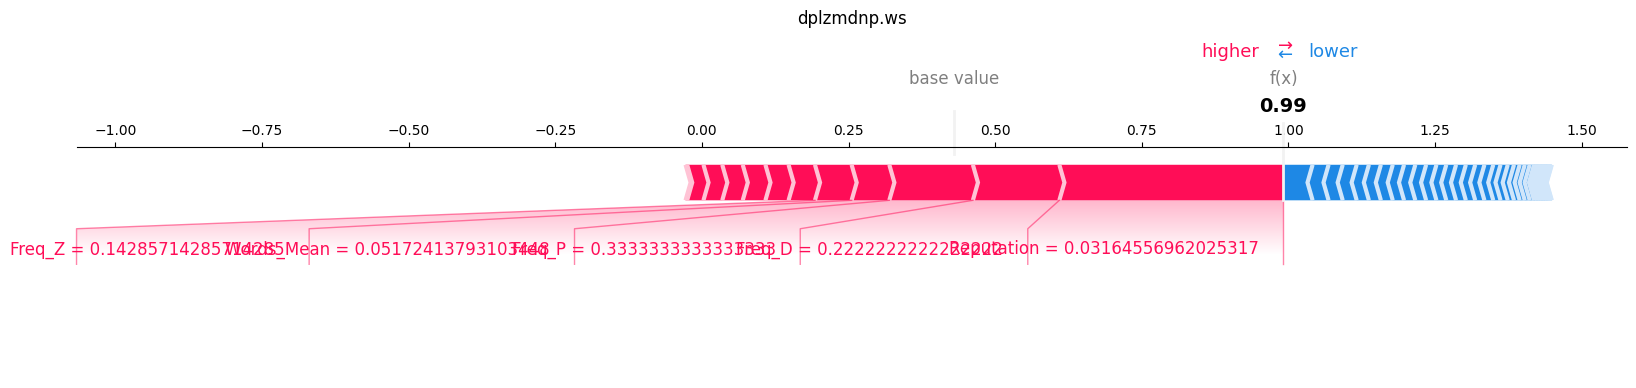 dplzmdnp.ws
higher ⇄ lower
base value f(x)
0.99
−1.00 −0.75 −0.50 −0.25 0.00 0.25 0.50 0.75 1.00 1.25 1.50
Freq_Z = 0.14285714285714285 Words_Mean = 0.05172413793103448 Freq_P = 0.3333333333333333 Freq_D = 0.2222222222222222 Reputation = 0.03164556962025317